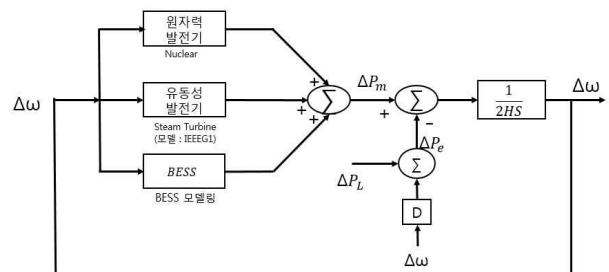 원자력
발전기
Nuclear
유동성
발전기
Steam Turbine
(모델 : IEEEG1)
BESS
BESS 모델링
Δω
+
+
+
∑
ΔP_m
+
∑
−
1
2HS
Δω
ΔP_e
ΔP_L
∑
D
Δω